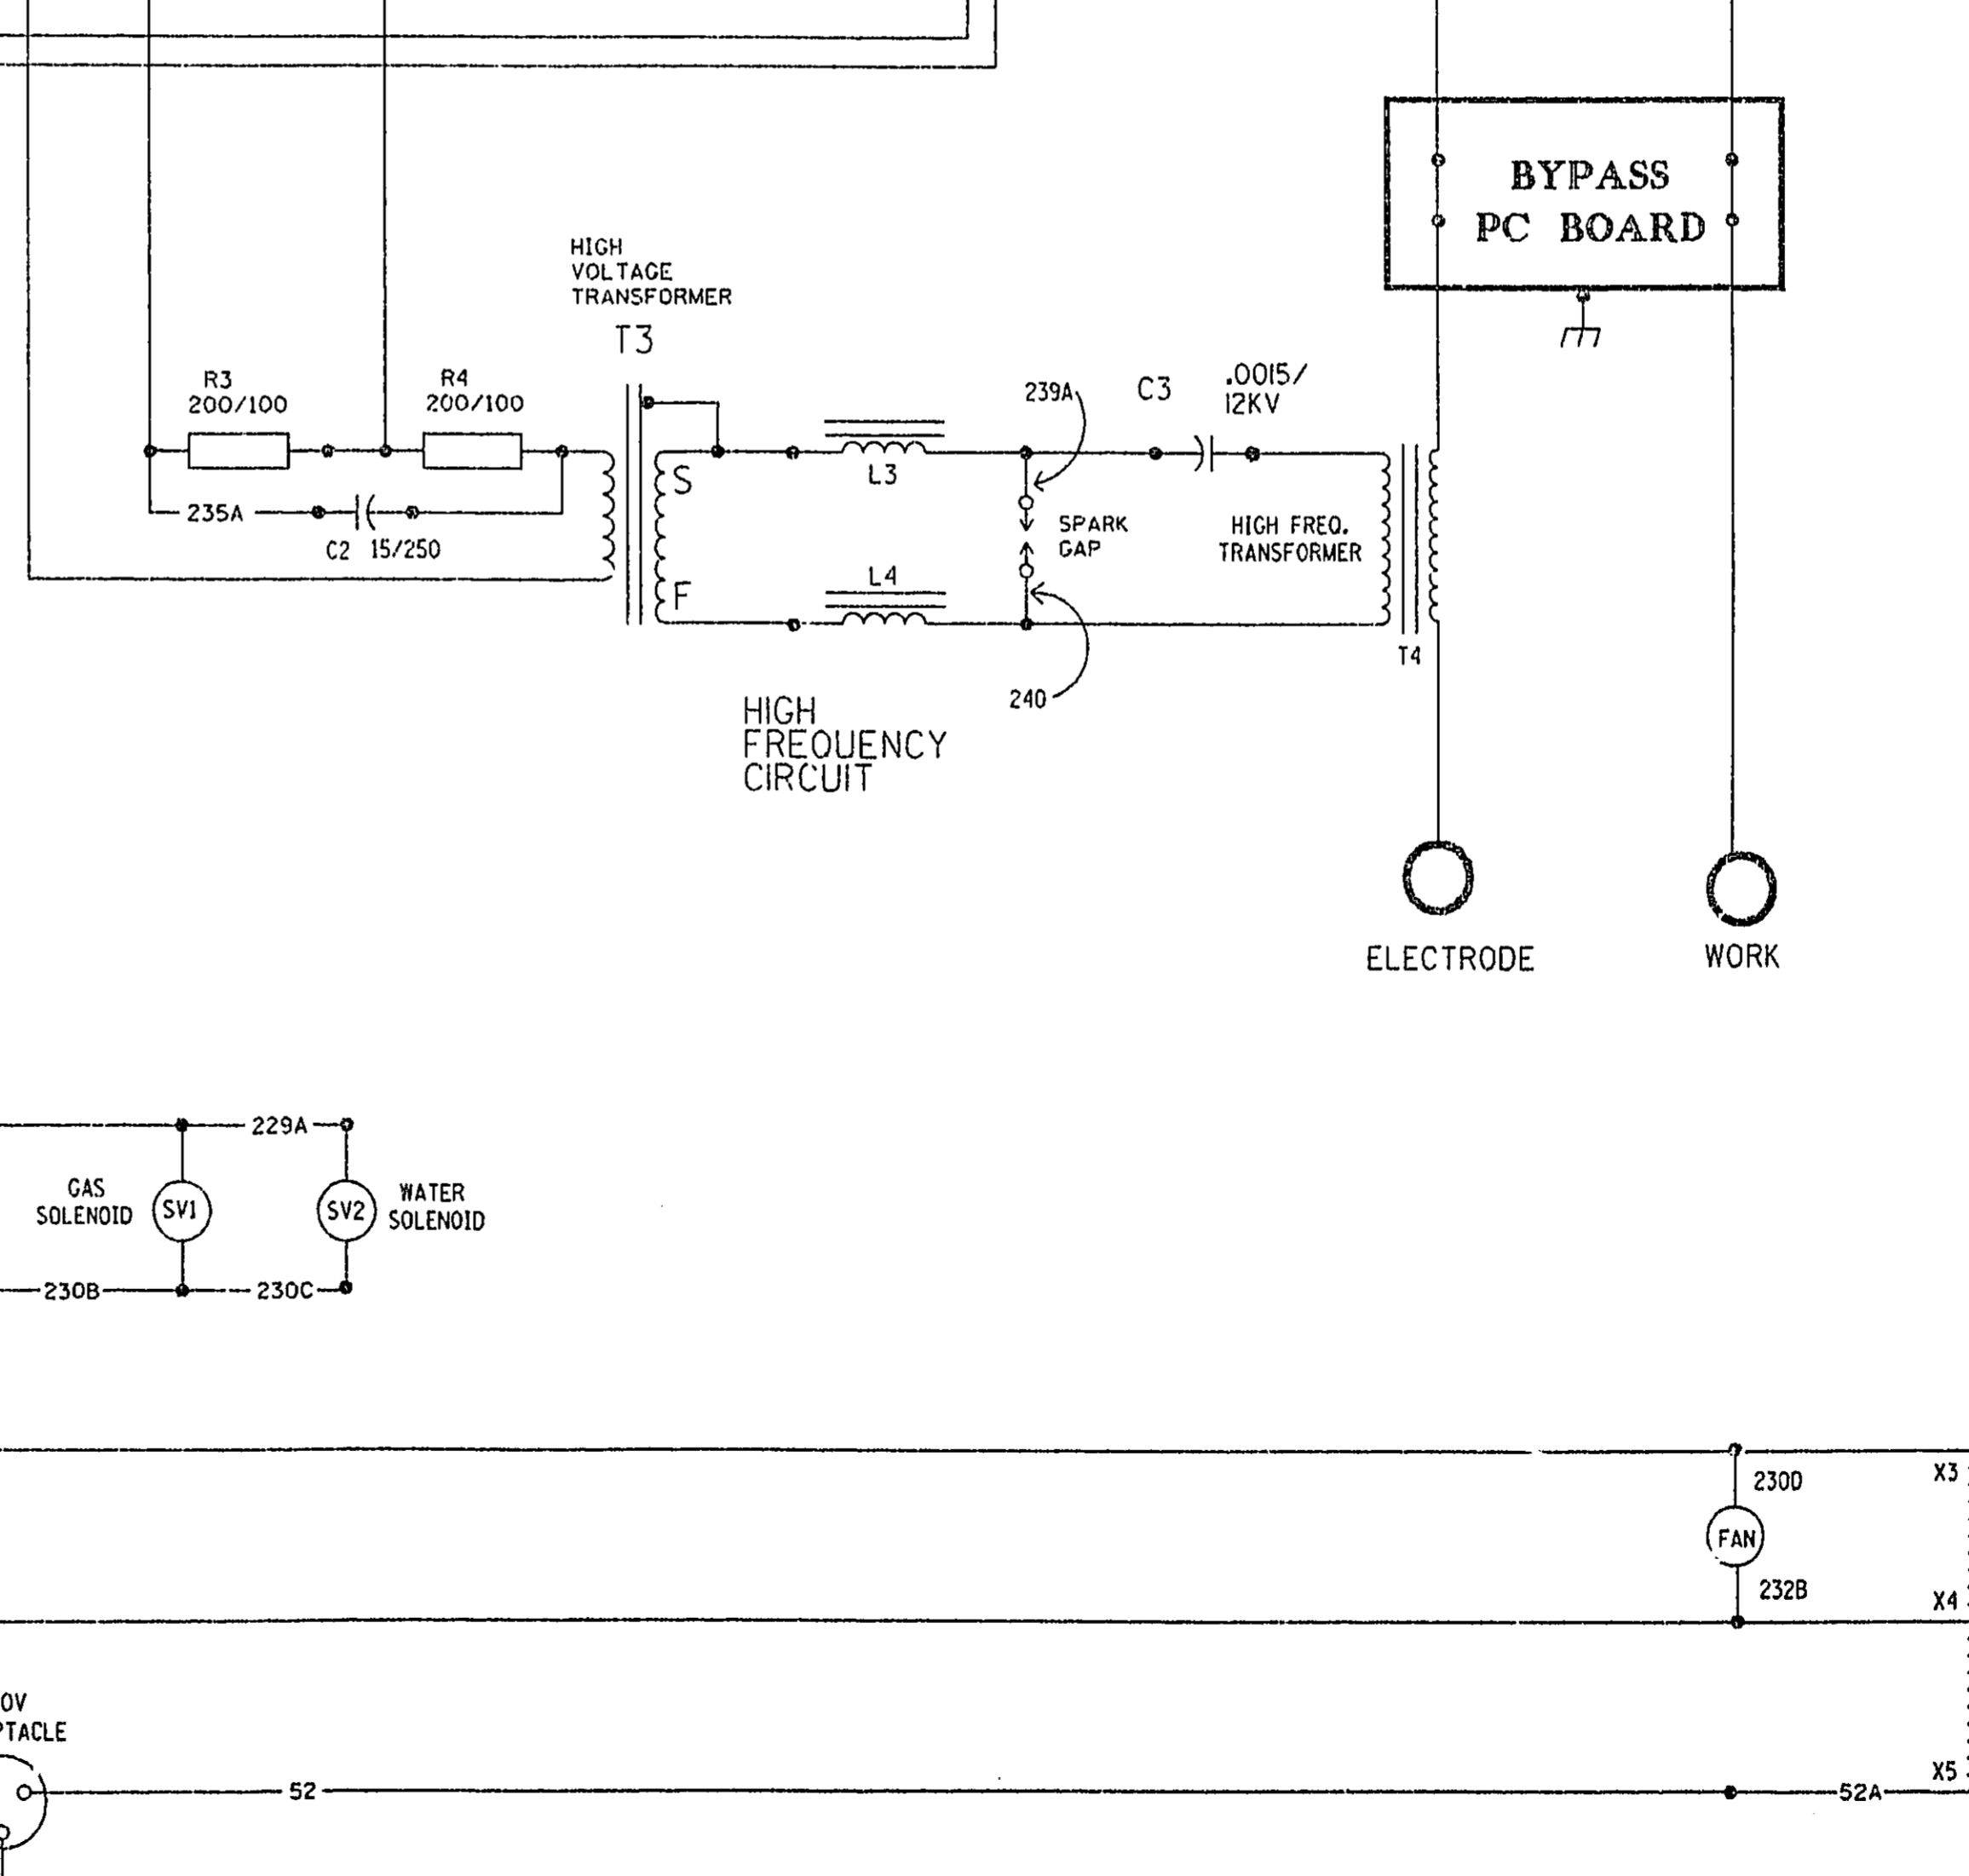 BYPASS
PC BOARD
HIGH
VOLTAGE
TRANSFORMER
T3
R3
200/100
R4
200/100
239A
C3
.0015/
12KV
S
L3
235A
C2 15/250
SPARK
GAP
HIGH FREQ.
TRANSFORMER
F
L4
T4
240
HIGH
FREQUENCY
CIRCUIT
ELECTRODE
WORK
229A
GAS
SOLENOID
SV1
SV2
WATER
SOLENOID
230B
230C
X3
230D
FAN
232B
X4
0V
PTACLE
X5
52
52A